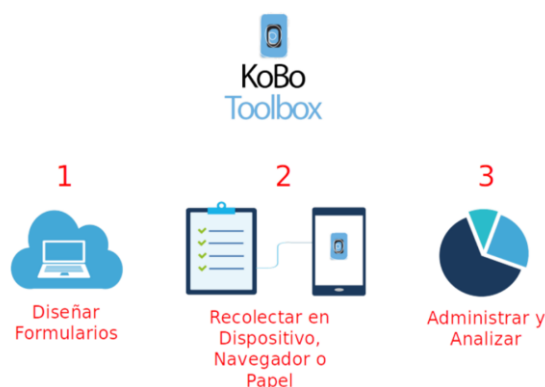 KoBo
Toolbox
1
2
3
Diseñar
Formularios
Recolectar en
Dispositivo,
Navegador o
Papel
Administrar y
Analizar